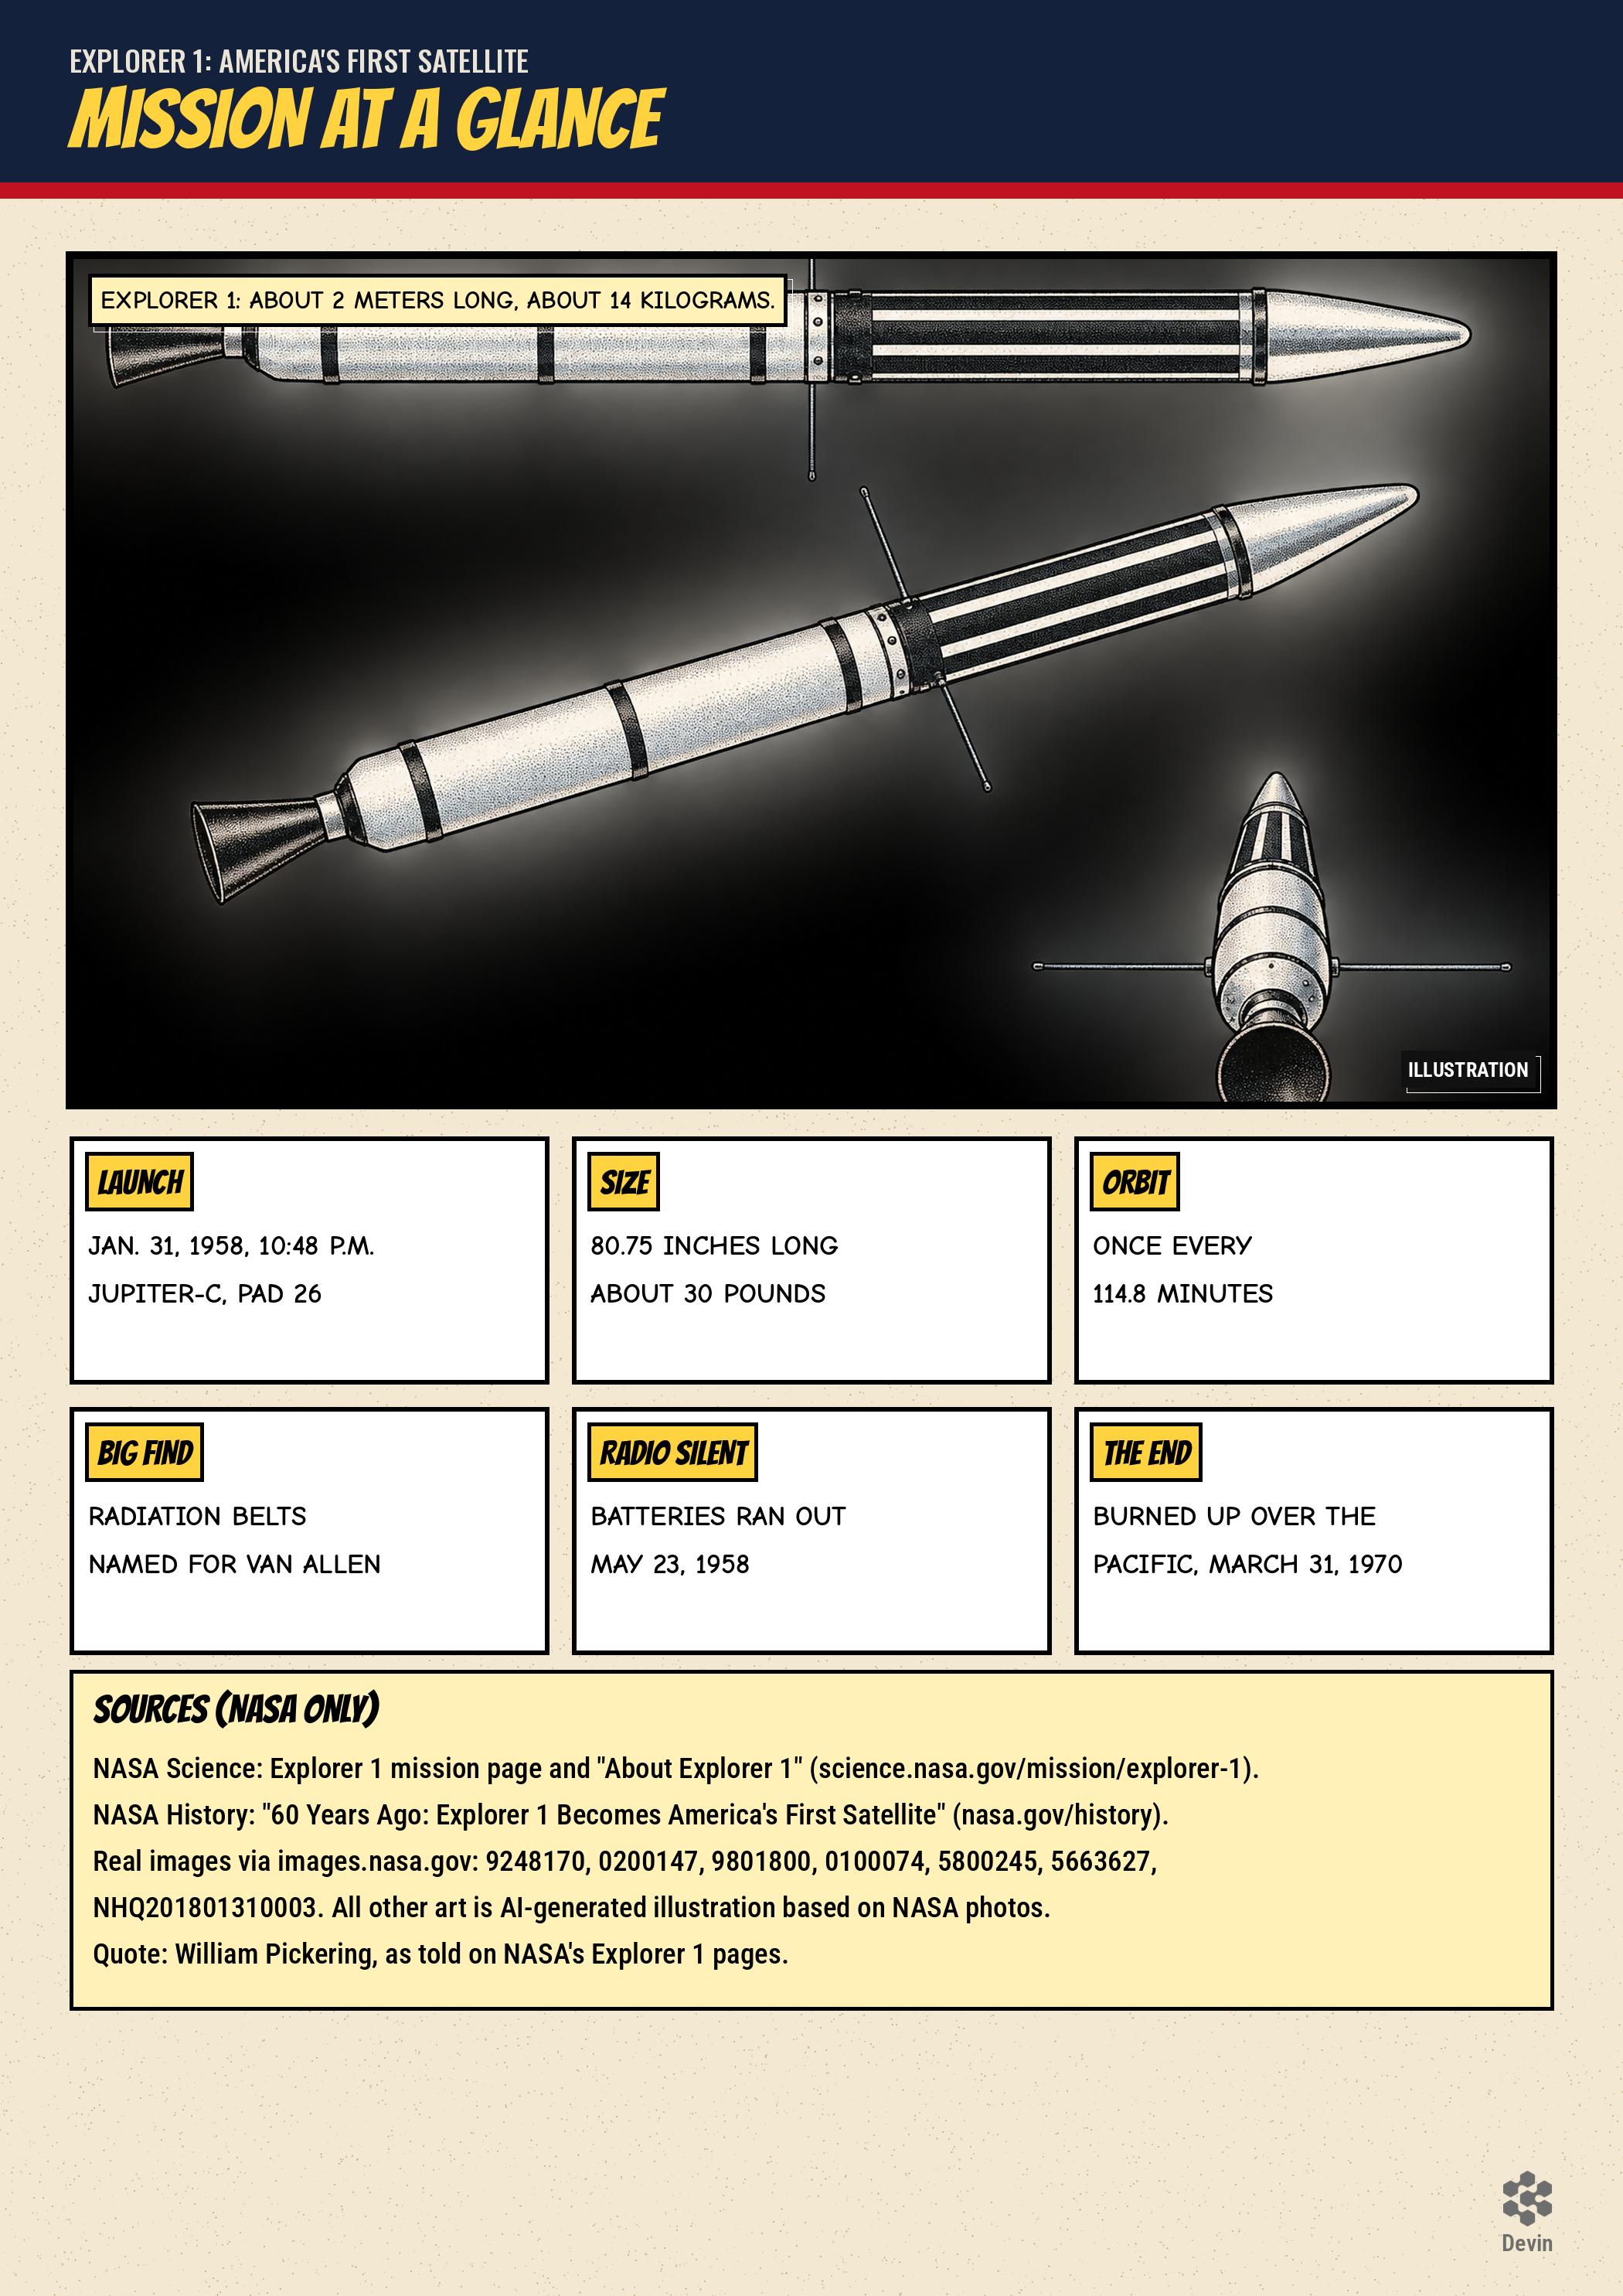 EXPLORER 1: AMERICA'S FIRST SATELLITE
MISSION AT A GLANCE
EXPLORER 1: ABOUT 2 METERS LONG, ABOUT 14 KILOGRAMS.
ILLUSTRATION
LAUNCH
JAN. 31, 1958, 10:48 P.M.
JUPITER-C, PAD 26
SIZE
80.75 INCHES LONG
ABOUT 30 POUNDS
ORBIT
ONCE EVERY
114.8 MINUTES
BIG FIND
RADIATION BELTS
NAMED FOR VAN ALLEN
RADIO SILENT
BATTERIES RAN OUT
MAY 23, 1958
THE END
BURNED UP OVER THE
PACIFIC, MARCH 31, 1970
SOURCES (NASA ONLY)
NASA Science: Explorer 1 mission page and "About Explorer 1" (science.nasa.gov/mission/explorer-1).
NASA History: "60 Years Ago: Explorer 1 Becomes America's First Satellite" (nasa.gov/history).
Real images via images.nasa.gov: 9248170, 0200147, 9801800, 0100074, 5800245, 5663627,
NHQ201801310003. All other art is AI-generated illustration based on NASA photos.
Quote: William Pickering, as told on NASA's Explorer 1 pages.
Devin